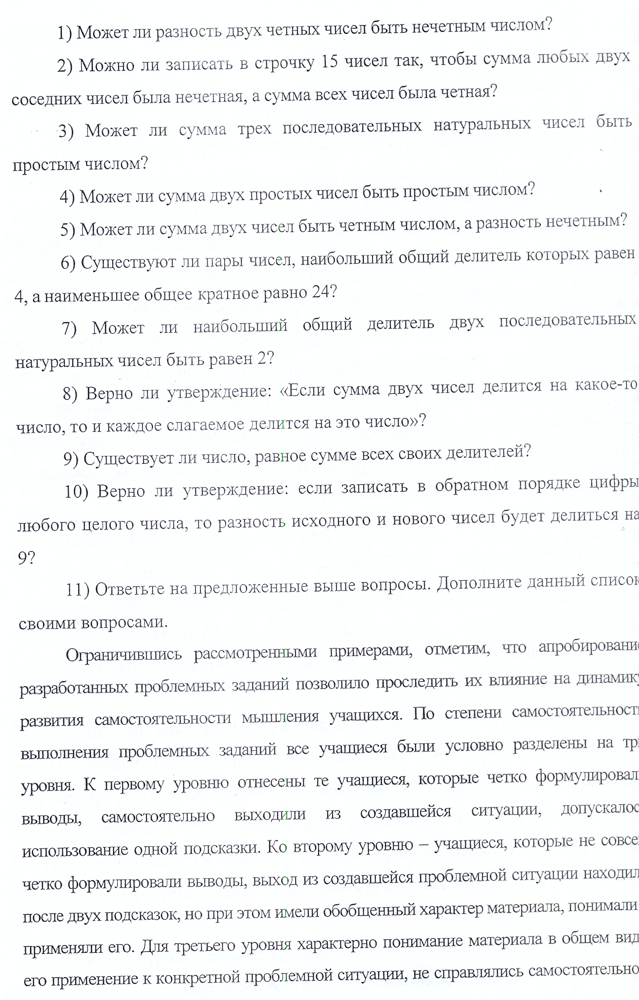 1) Может ли разность двух четных чисел быть нечетным числом?
2) Можно ли записать в строчку 15 чисел так, чтобы сумма любых двух
соседних чисел была нечетная, а сумма всех чисел была четная?
3) Может ли сумма трех последовательных натуральных чисел быть
простым числом?
4) Может ли сумма двух простых чисел быть простым числом?
5) Может ли сумма двух чисел быть четным числом, а разность нечетным?
6) Существуют ли пары чисел, наибольший общий делитель которых равен
4, а наименьшее общее кратное равно 24?
7) Может ли наибольший общий делитель двух последовательных
натуральных чисел быть равен 2?
8) Верно ли утверждение: «Если сумма двух чисел делится на какое-то
число, то и каждое слагаемое делится на это число»?
9) Существует ли число, равное сумме всех своих делителей?
10) Верно ли утверждение: если записать в обратном порядке цифры
любого целого числа, то разность исходного и нового чисел будет делиться на
9?
11) Ответьте на предложенные выше вопросы. Дополните данный список
своими вопросами.
Ограничившись рассмотренными примерами, отметим, что апробировани
разработанных проблемных заданий позволило проследить их влияние на динамику
развития самостоятельности мышления учащихся. По степени самостоятельност
выполнения проблемных заданий все учащиеся были условно разделены на тр
уровня. К первому уровню отнесены те учащиеся, которые четко формулировал
выводы, самостоятельно выходили из создавшейся ситуации, допускалос
использование одной подсказки. Ко второму уровню – учащиеся, которые не совсе
четко формулировали выводы, выход из создавшейся проблемной ситуации находил
после двух подсказок, но при этом имели обобщенный характер материала, понимали
применяли его. Для третьего уровня характерно понимание материала в общем вид
его применение к конкретной проблемной ситуации, не справлялись самостоятельно